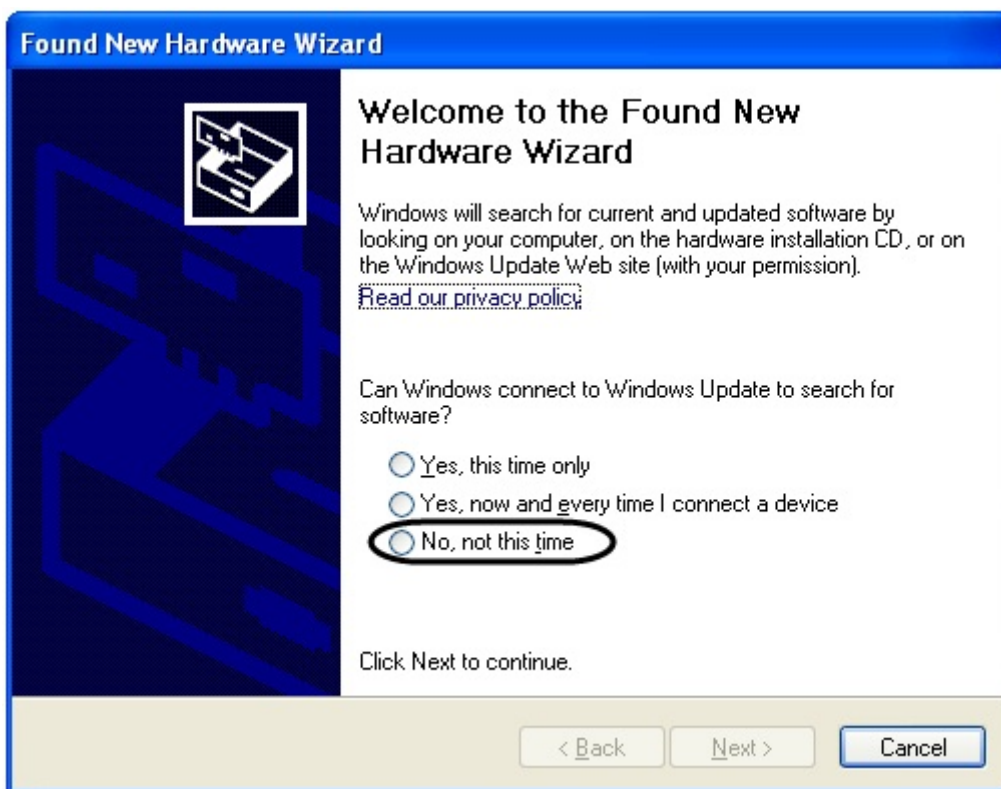 Found New Hardware Wizard
Welcome to the Found New
Hardware Wizard
Windows will search for current and updated software by
looking on your computer, on the hardware installation CD, or on
the Windows Update Web site (with your permission).
Read our privacy policy
Can Windows connect to Windows Update to search for
software?
Yes, this time only
Yes, now and every time I connect a device
No, not this time
Click Next to continue.
< Back Next > Cancel